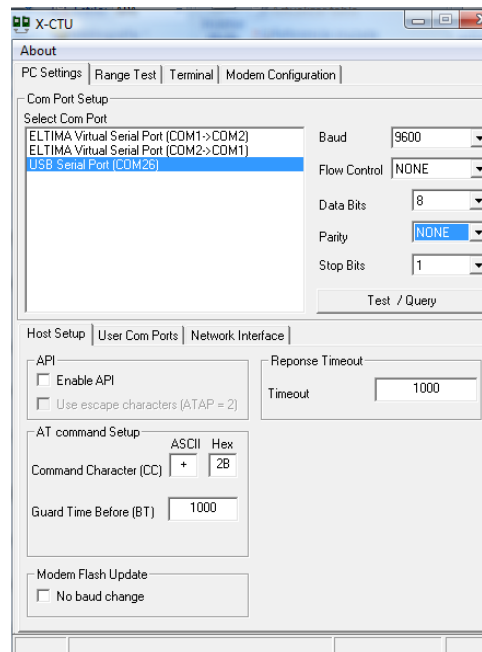 X-CTU
About
PC Settings Range Test Terminal Modem Configuration
Com Port Setup
Select Com Port
ELTIMA Virtual Serial Port (COM1->COM2)
ELTIMA Virtual Serial Port (COM2->COM1)
USB Serial Port (COM26)
Baud 9600
Flow Control NONE
Data Bits 8
Parity NONE
Stop Bits 1
Test / Query
Host Setup User Com Ports Network Interface
API
Enable API
Use escape characters (ATAP = 2)
Reponse Timeout
Timeout 1000
AT command Setup
ASCII Hex
Command Character (CC) + 2B
Guard Time Before (BT) 1000
Modem Flash Update
No baud change